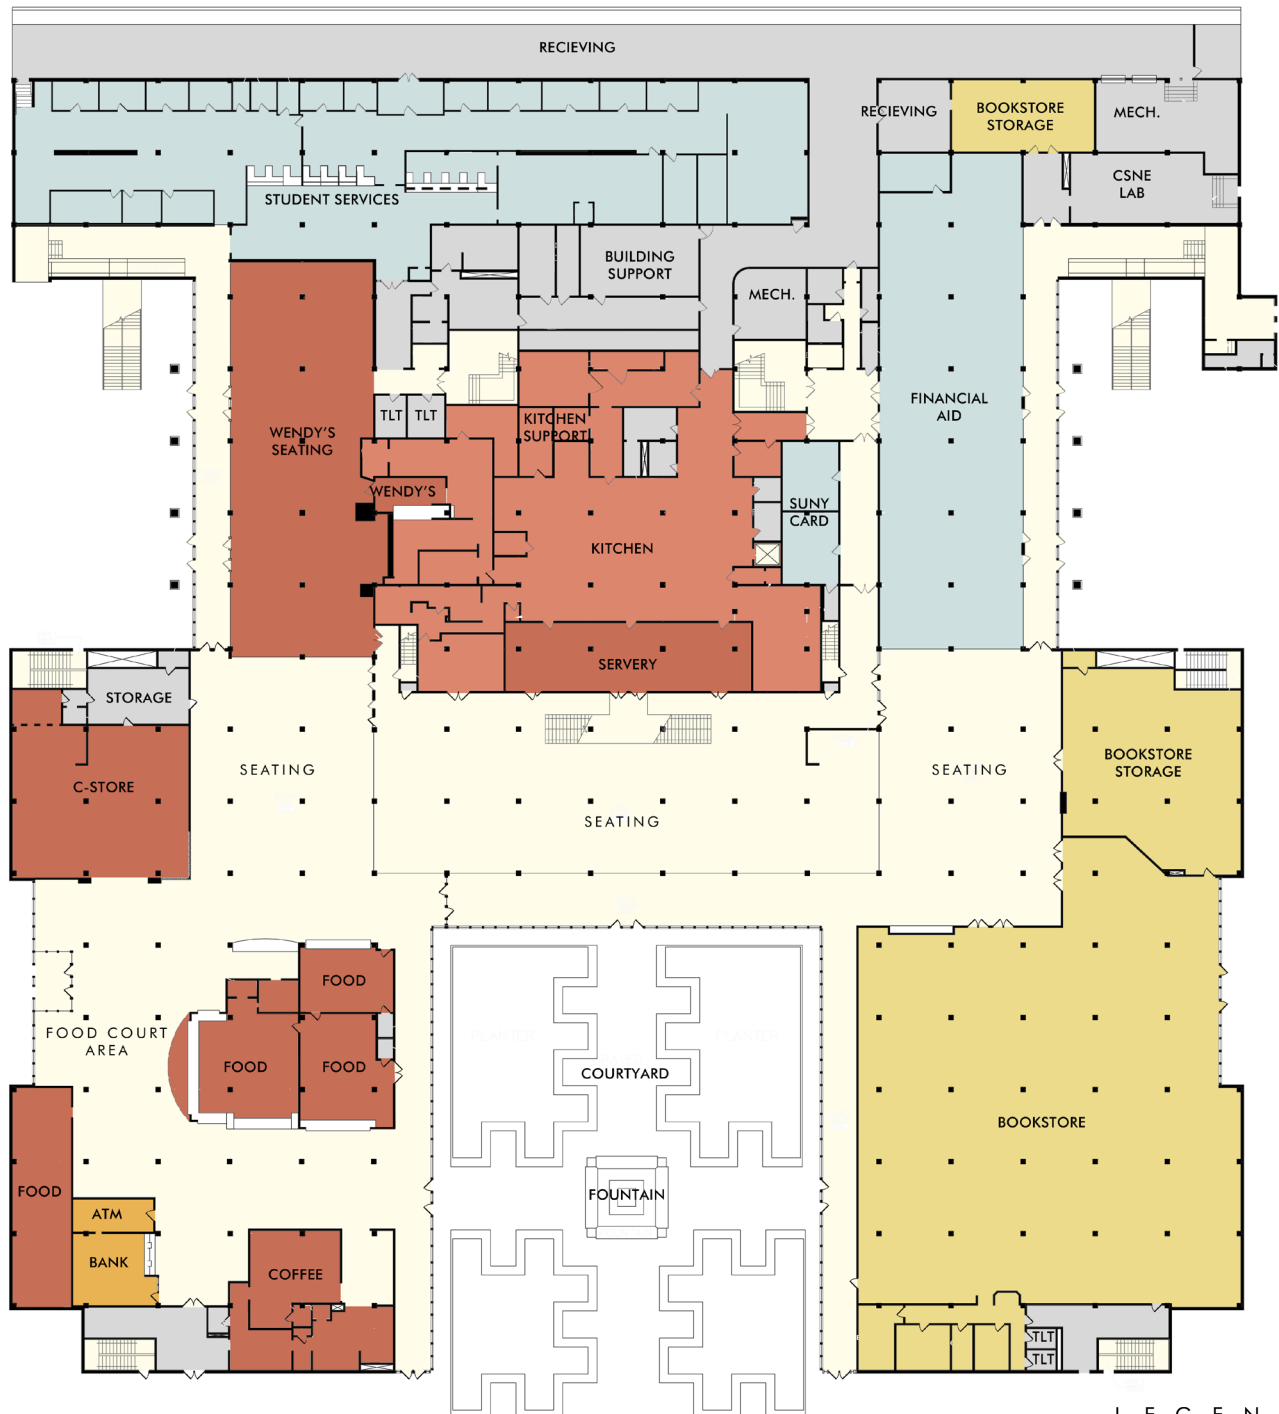 RECIEVING
RECIEVING
BOOKSTORE
STORAGE
MECH.
CSNE
LAB
STUDENT SERVICES
BUILDING
SUPPORT
MECH.
FINANCIAL
AID
TLT
TLT
KITCHEN
SUPPORT
WENDY'S
SEATING
WENDY'S
SUNY
CARD
KITCHEN
SERVERY
STORAGE
C-STORE
SEATING
SEATING
SEATING
BOOKSTORE
STORAGE
FOOD
FOOD COURT
AREA
FOOD
FOOD
PLANTER
PLANTER
COURTYARD
BOOKSTORE
FOOD
FOUNTAIN
ATM
BANK
COFFEE
TLT
TLT
L E G E N